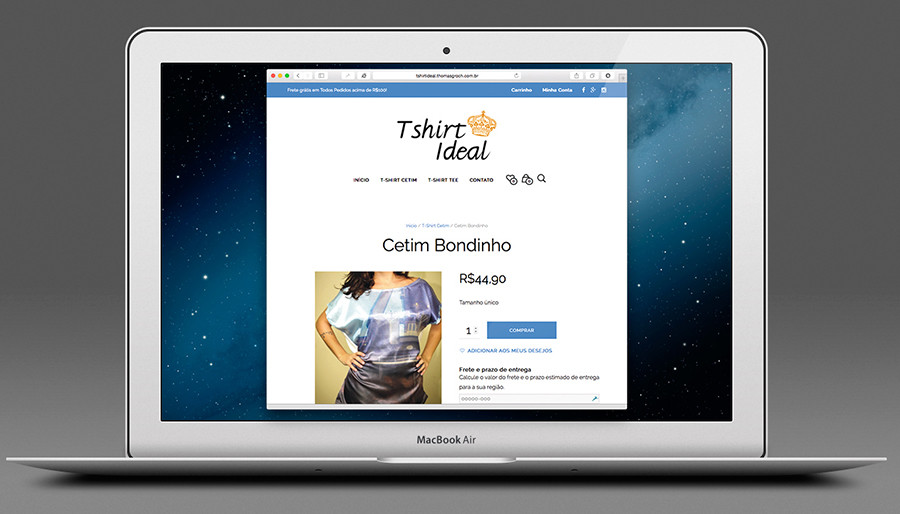 tshirtideal.thomasgroch.com.br
Frete grátis em Todos Pedidos acima de R$100!
Carrinho Minha Conta
Tshirt
Ideal
INÍCIO T-SHIRT CETIM T-SHIRT TEE CONTATO
Início / T-Shirt Cetim / Cetim Bondinho
Cetim Bondinho
R$44,90
Tamanho único
1 COMPRAR
ADICIONAR AOS MEUS DESEJOS
Frete e prazo de entrega
Calcule o valor do frete e o prazo estimado de entrega
para a sua região.
00000-000
MacBook Air